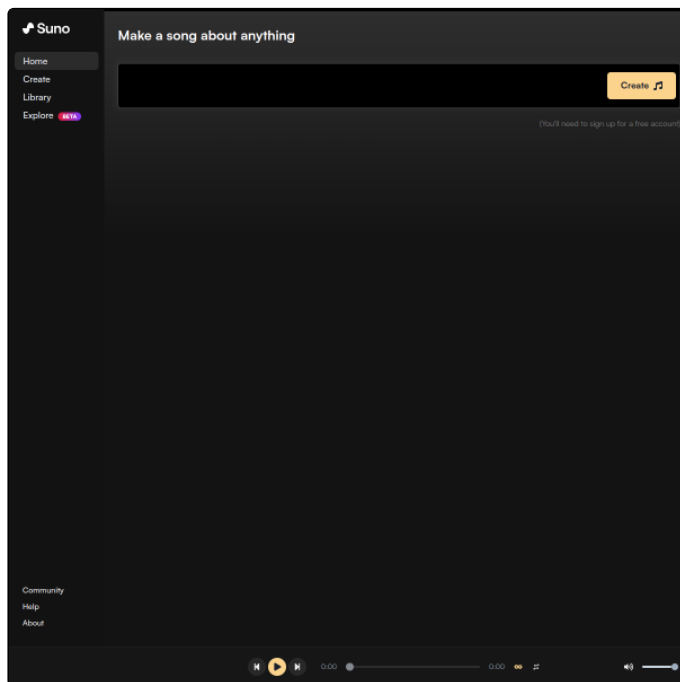 Suno
Home
Create
Library
Explore BETA
Make a song about anything
Create
(You'll need to sign up for a free account)
Community
Help
About
0:00
0:00